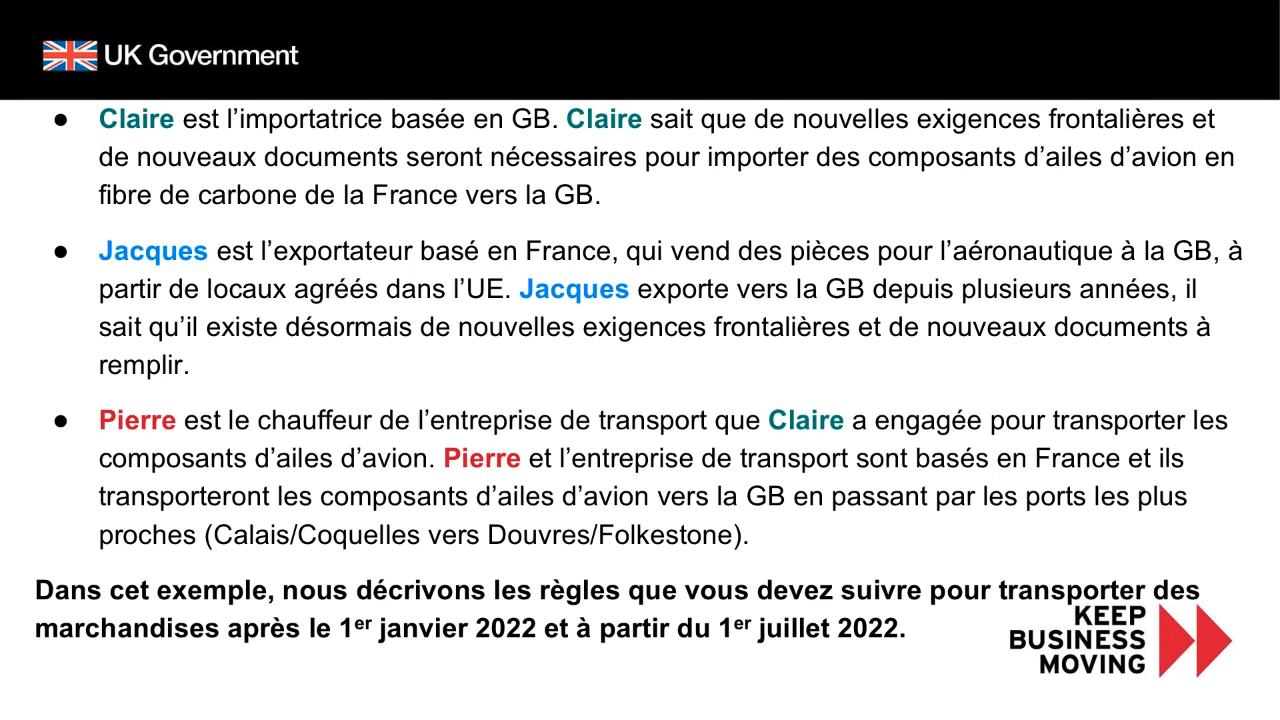 UK Government
● Claire est l’importatrice basée en GB. Claire sait que de nouvelles exigences frontalières et
de nouveaux documents seront nécessaires pour importer des composants d’ailes d’avion en
fibre de carbone de la France vers la GB.
● Jacques est l’exportateur basé en France, qui vend des pièces pour l’aéronautique à la GB, à
partir de locaux agréés dans l’UE. Jacques exporte vers la GB depuis plusieurs années, il
sait qu’il existe désormais de nouvelles exigences frontalières et de nouveaux documents à
remplir.
● Pierre est le chauffeur de l’entreprise de transport que Claire a engagée pour transporter les
composants d’ailes d’avion. Pierre et l’entreprise de transport sont basés en France et ils
transporteront les composants d’ailes d’avion vers la GB en passant par les ports les plus
proches (Calais/Coquelles vers Douvres/Folkestone).
Dans cet exemple, nous décrivons les règles que vous devez suivre pour transporter des
marchandises après le 1er janvier 2022 et à partir du 1er juillet 2022.
KEEP
BUSINESS
MOVING